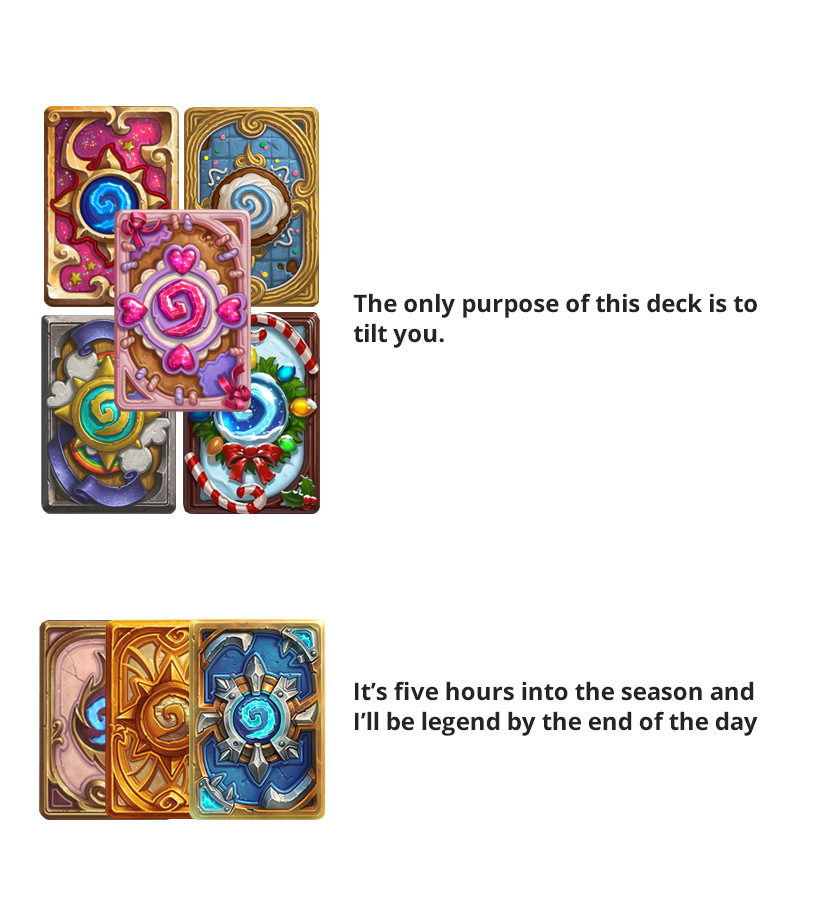 The only purpose of this deck is to
tilt you.
It’s five hours into the season and
I’ll be legend by the end of the day